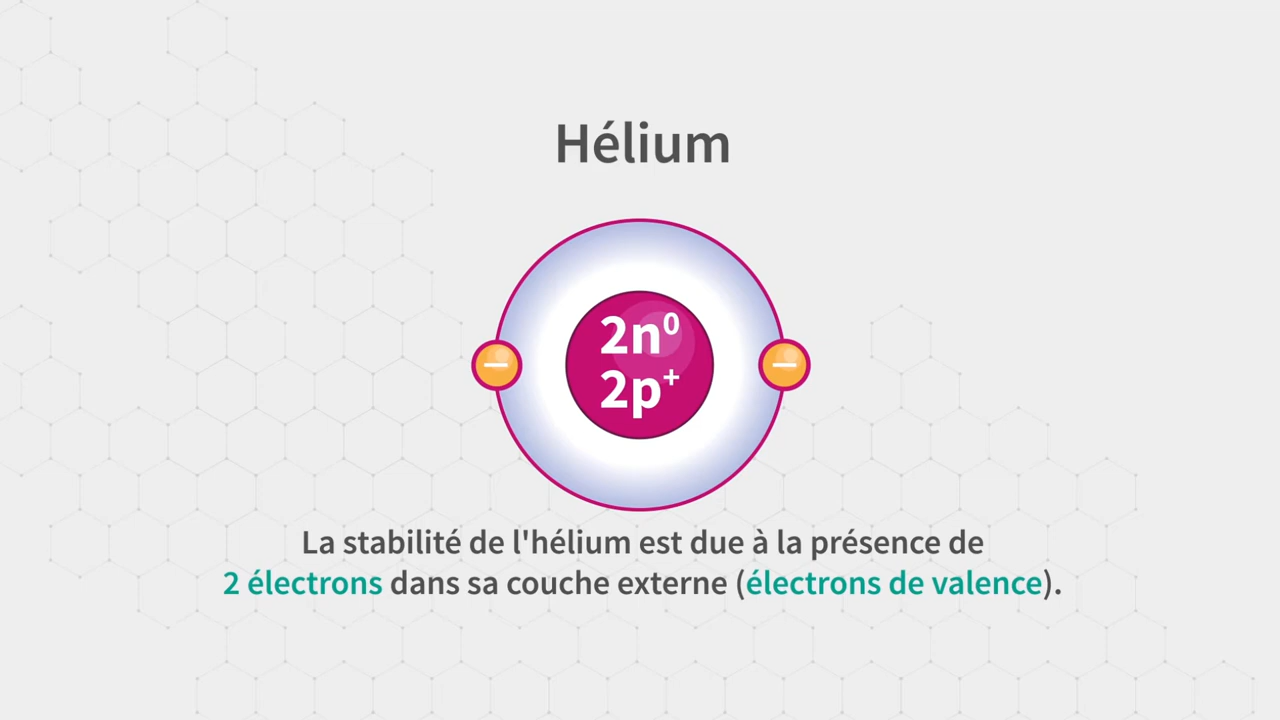 Hélium
2n⁰
2p⁺
−
−
La stabilité de l'hélium est due à la présence de
2 électrons dans sa couche externe (électrons de valence).